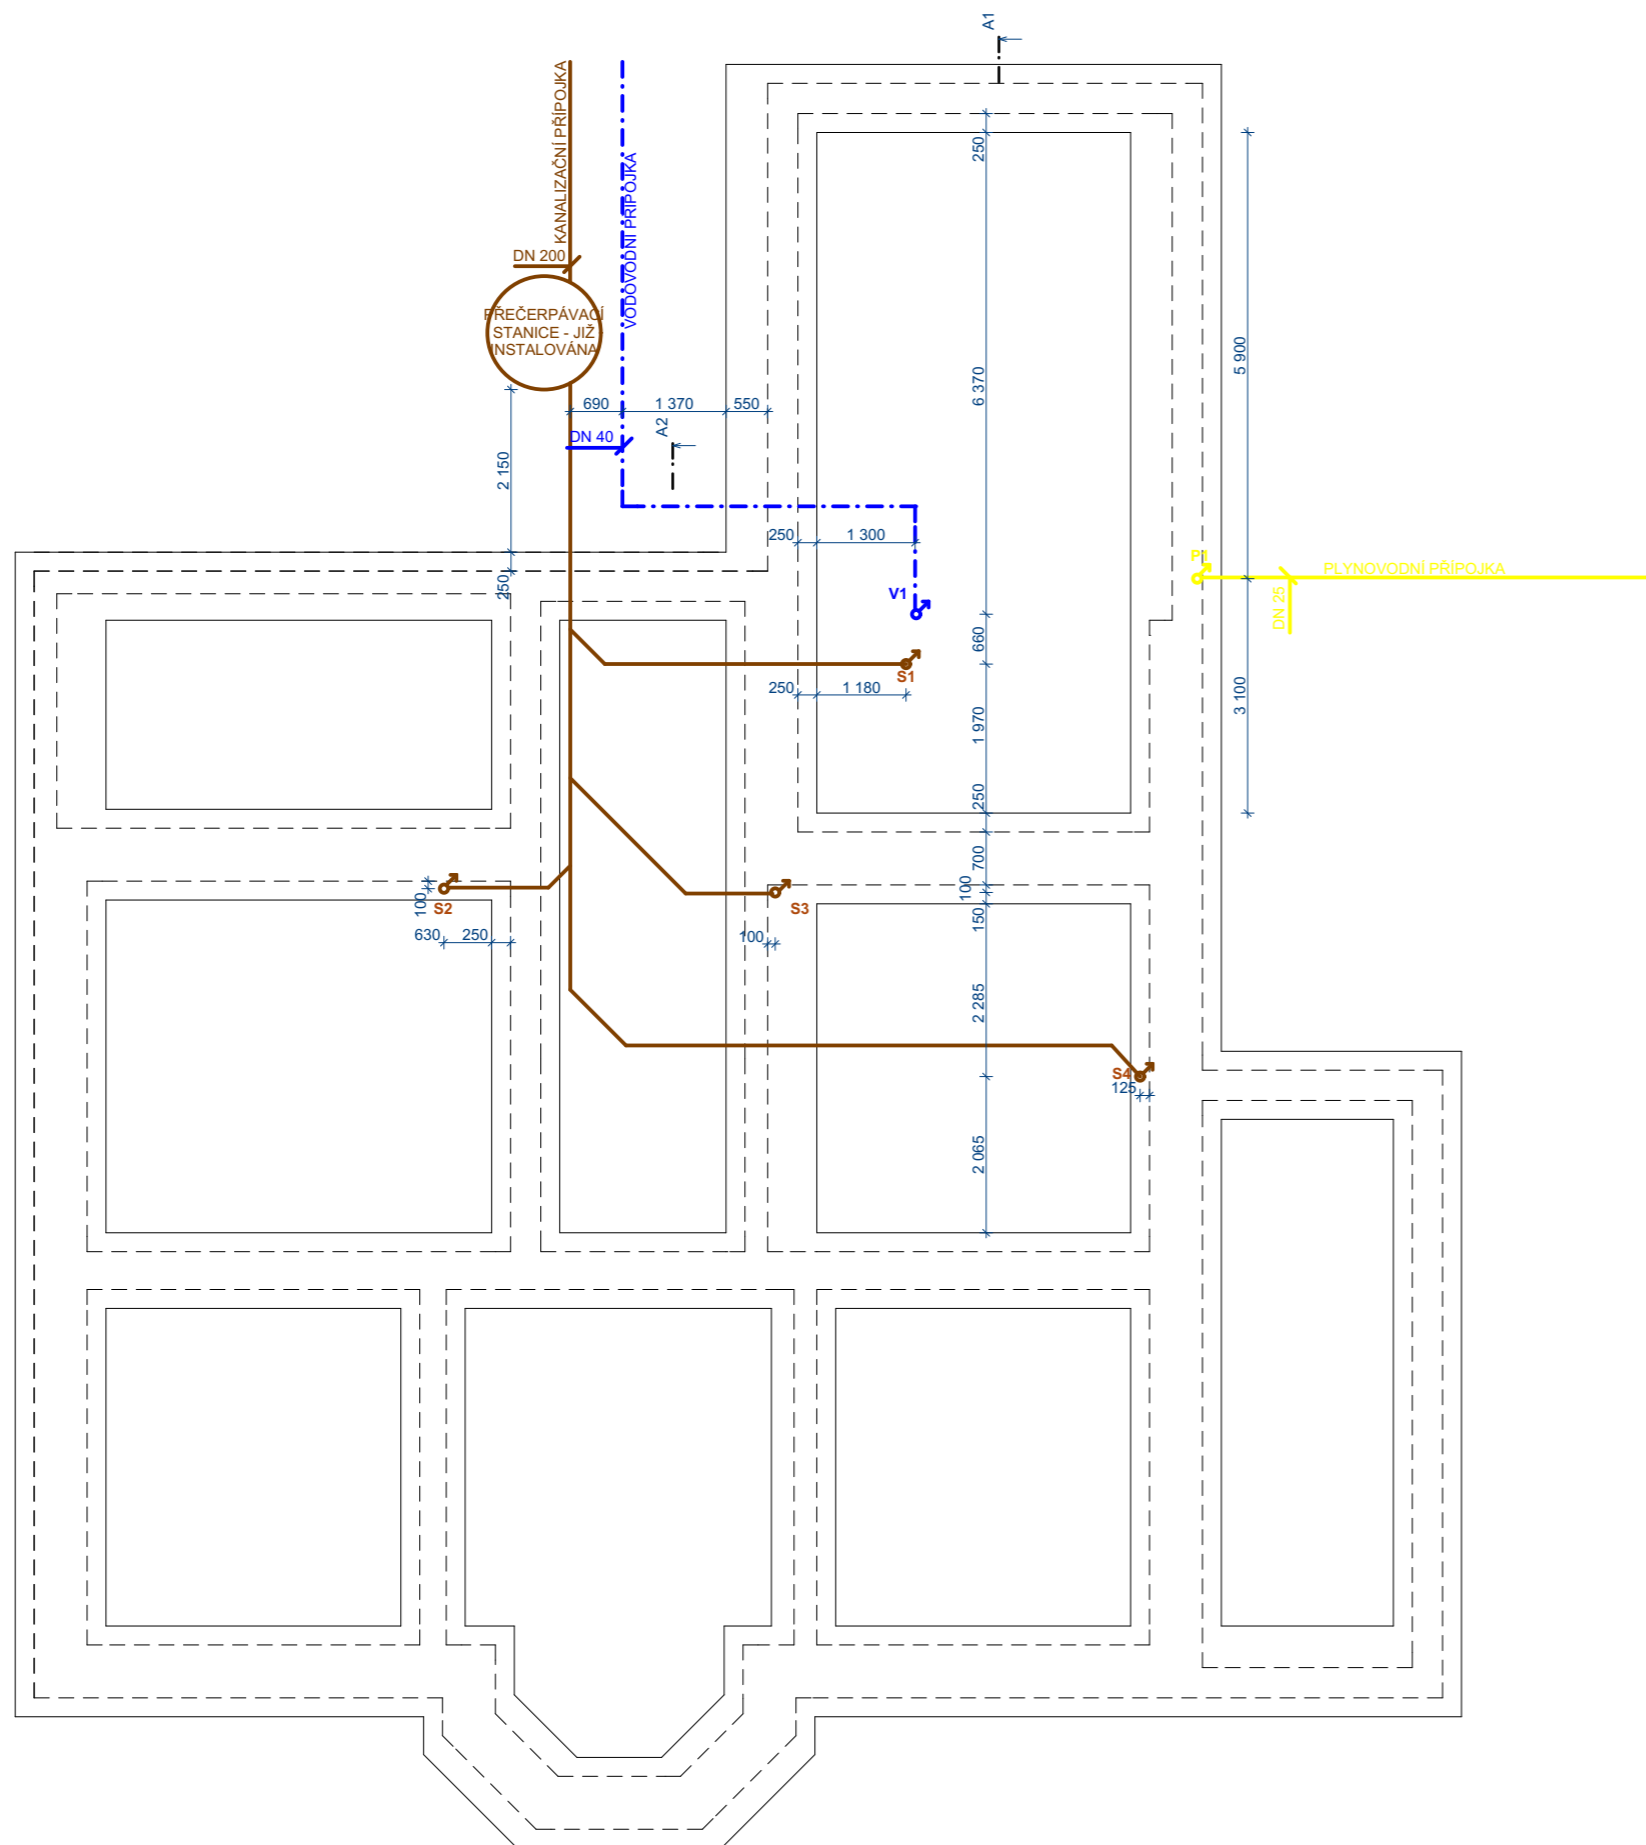 A1
KANALIZAČNÍ PŘÍPOJKA
VODOVODNÍ PŘÍPOJKA
DN 200
PŘEČERPÁVACÍ
STANICE - JIŽ
INSTALOVÁNA
250
6 370
5 900
690
1 370
550
A2
DN 40
2 150
250
250
1 300
V1
P1
PLYNOVODNÍ PŘÍPOJKA
DN 25
660
S1
250
1 180
1 970
3 100
250
700
100
150
S2
100
630
250
S3
100
2 285
S4
125
2 065